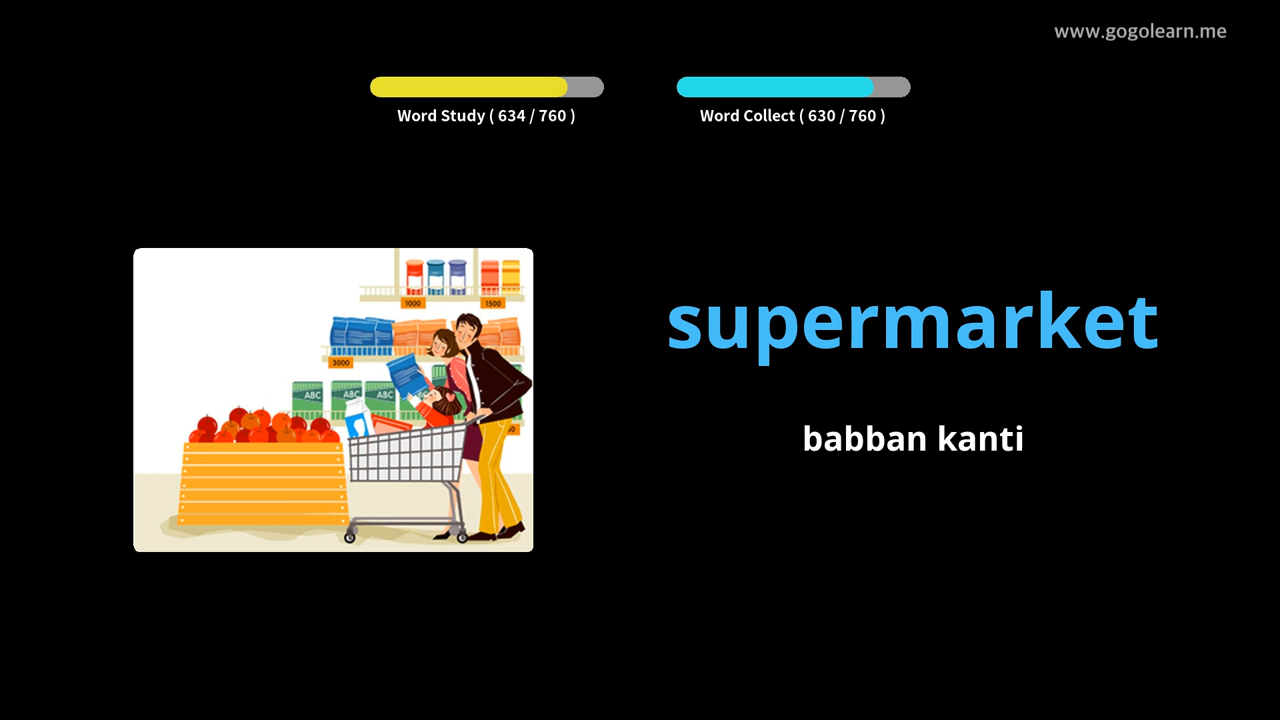 www.gogolearn.me
Word Study ( 634 / 760 )
Word Collect ( 630 / 760 )
supermarket
babban kanti
1000
1500
3000
ABC
ABC
ABC